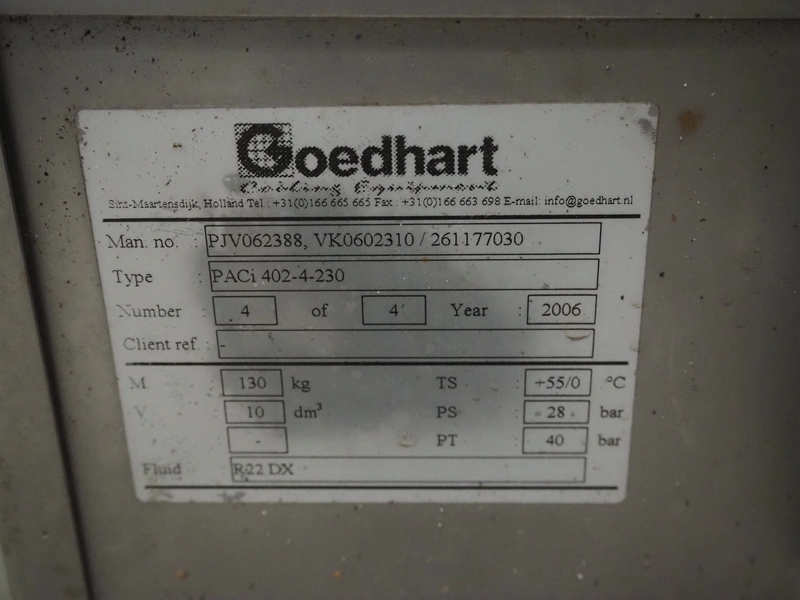 Goedhart
Cooling Equipment
Sint-Maartensdijk, Holland Tel : +31(0)166 665 665 Fax : +31(0)166 663 698 E-mail: info@goedhart.nl
Man. no. : PJV062388, VK0602310 / 261177030
Type : PACi 402-4-230
Number : 4 of 4 Year : 2006
Client ref. : -
M : 130 kg TS : +55/0 °C
V : 10 dm³ PS : 28 bar
- PT : 40 bar
Fluid R22 DX